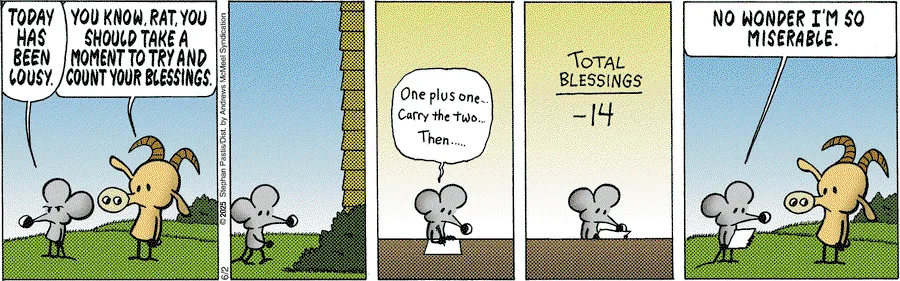 TODAY
HAS
BEEN
LOUSY.
YOU KNOW, RAT, YOU
SHOULD TAKE A
MOMENT TO TRY AND
COUNT YOUR BLESSINGS.
© 2025 Stephan Pastis/Dist. by Andrews McMeel Syndication
6/2
One plus one...
Carry the two...
Then.....
TOTAL
BLESSINGS
-14
NO WONDER I'M SO
MISERABLE.